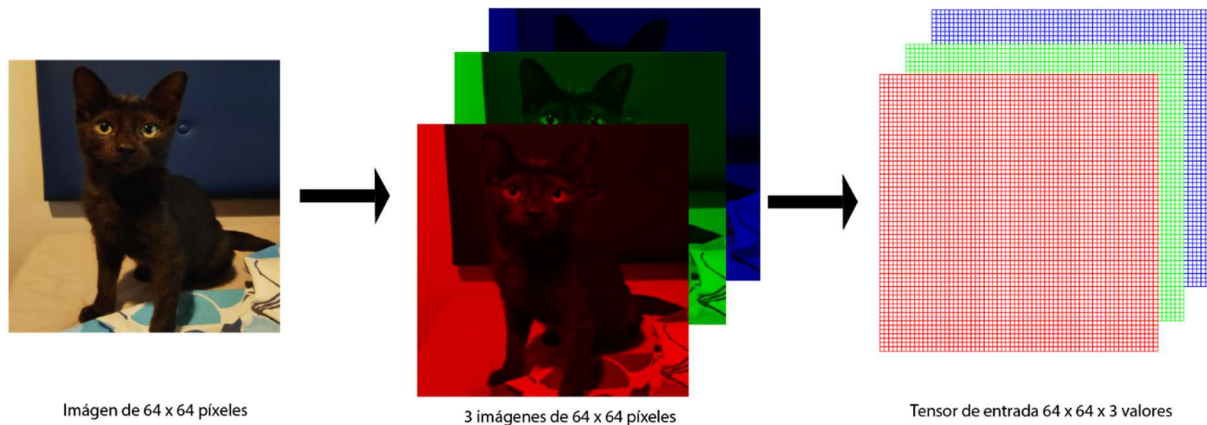 Imágen de 64 x 64 píxeles
3 imágenes de 64 x 64 píxeles
Tensor de entrada 64 x 64 x 3 valores